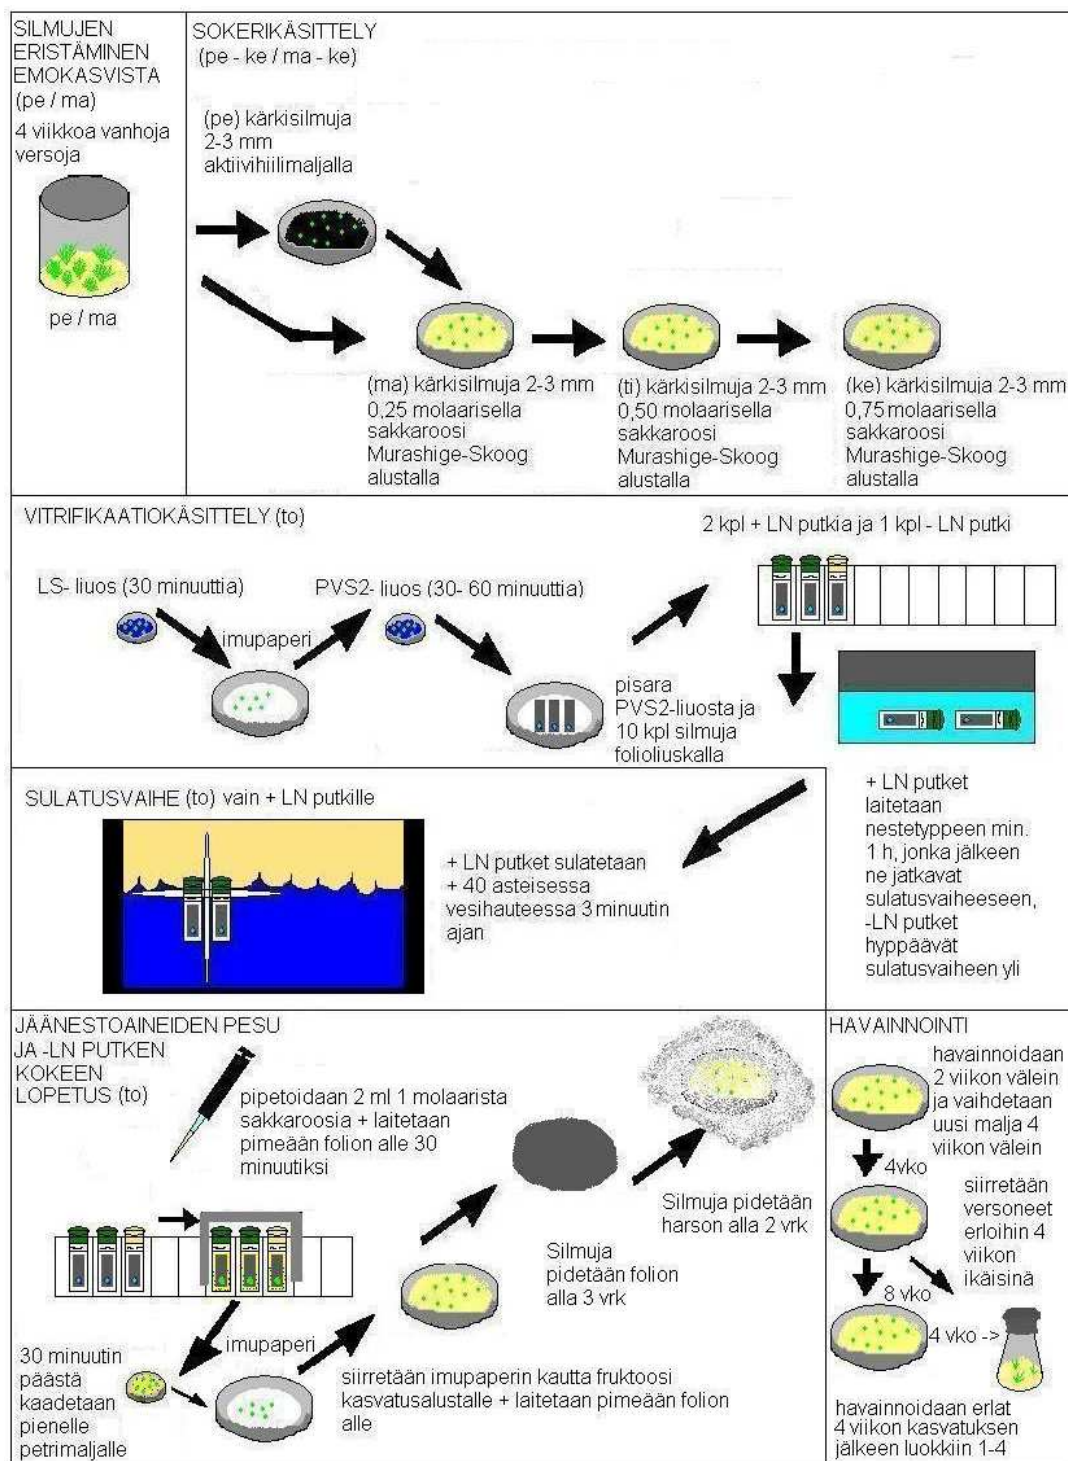 SILMUJEN
ERISTÄMINEN
EMOKASVISTA
(pe / ma)
4 viikkoa vanhoja
versoja
pe / ma
SOKERIKÄSITTELY
(pe - ke / ma - ke)
(pe) kärkisilmuja
2-3 mm
aktiivihiilimaljalla
(ma) kärkisilmuja 2-3 mm
0,25 molaarisella
sakkaroosi
Murashige-Skoog
alustalla
(ti) kärkisilmuja 2-3 mm
0,50 molaarisella
sakkaroosi
Murashige-Skoog
alustalla
(ke) kärkisilmuja 2-3 mm
0,75 molaarisella
sakkaroosi
Murashige-Skoog
alustalla
VITRIFIKAATIOKÄSITTELY (to)
LS- liuos (30 minuuttia)
imupaperi
PVS2- liuos (30- 60 minuuttia)
pisara
PVS2-liuosta ja
10 kpl silmuja
folioliuskalla
2 kpl + LN putkia ja 1 kpl - LN putki
+ LN putket
laitetaan
nestetyppeen min.
1 h, jonka jälkeen
ne jatkavat
sulatusvaiheeseen,
-LN putket
hyppäävät
sulatusvaiheen yli
SULATUSVAIHE (to) vain + LN putkille
+ LN putket sulatetaan
+ 40 asteisessa
vesihauteessa 3 minuutin
ajan
JÄÄNESTOAINEIDEN PESU
JA -LN PUTKEN
KOKEEN
LOPETUS (to)
pipetoidaan 2 ml 1 molaarista
sakkaroosia + laitetaan
pimeään folion alle 30
minuutiksi
30 minuutin
päästä
kaadetaan
pienelle
petrimaljalle
imupaperi
siirretään imupaperin kautta fruktoosi
kasvatusalustalle + laitetaan pimeään folion
alle
Silmuja
pidetään folion
alla 3 vrk
Silmuja pidetään
harson alla 2 vrk
HAVAINNOINTI
havainnoidaan
2 viikon välein
ja vaihdetaan
uusi malja 4
viikon välein
4vko
siirretään
versoneet
erloihin 4
viikon
ikäisinä
8 vko
4 vko ->
havainnoidaan erlat
4 viikon kasvatuksen
jälkeen luokkiin 1-4